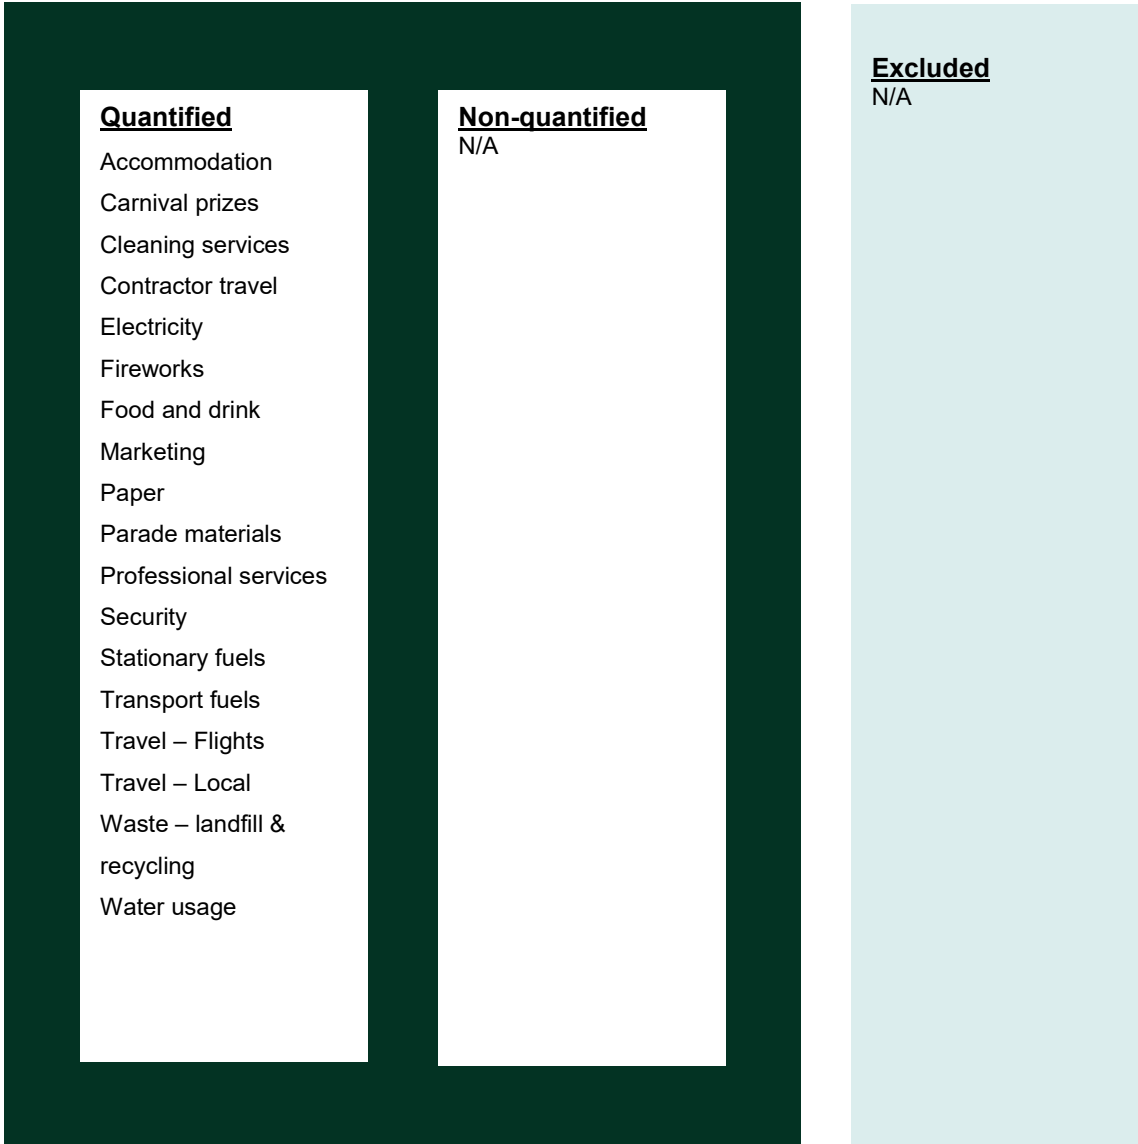 Quantified
Accommodation
Carnival prizes
Cleaning services
Contractor travel
Electricity
Fireworks
Food and drink
Marketing
Paper
Parade materials
Professional services
Security
Stationary fuels
Transport fuels
Travel – Flights
Travel – Local
Waste – landfill &
recycling
Water usage
Non-quantified
N/A
Excluded
N/A